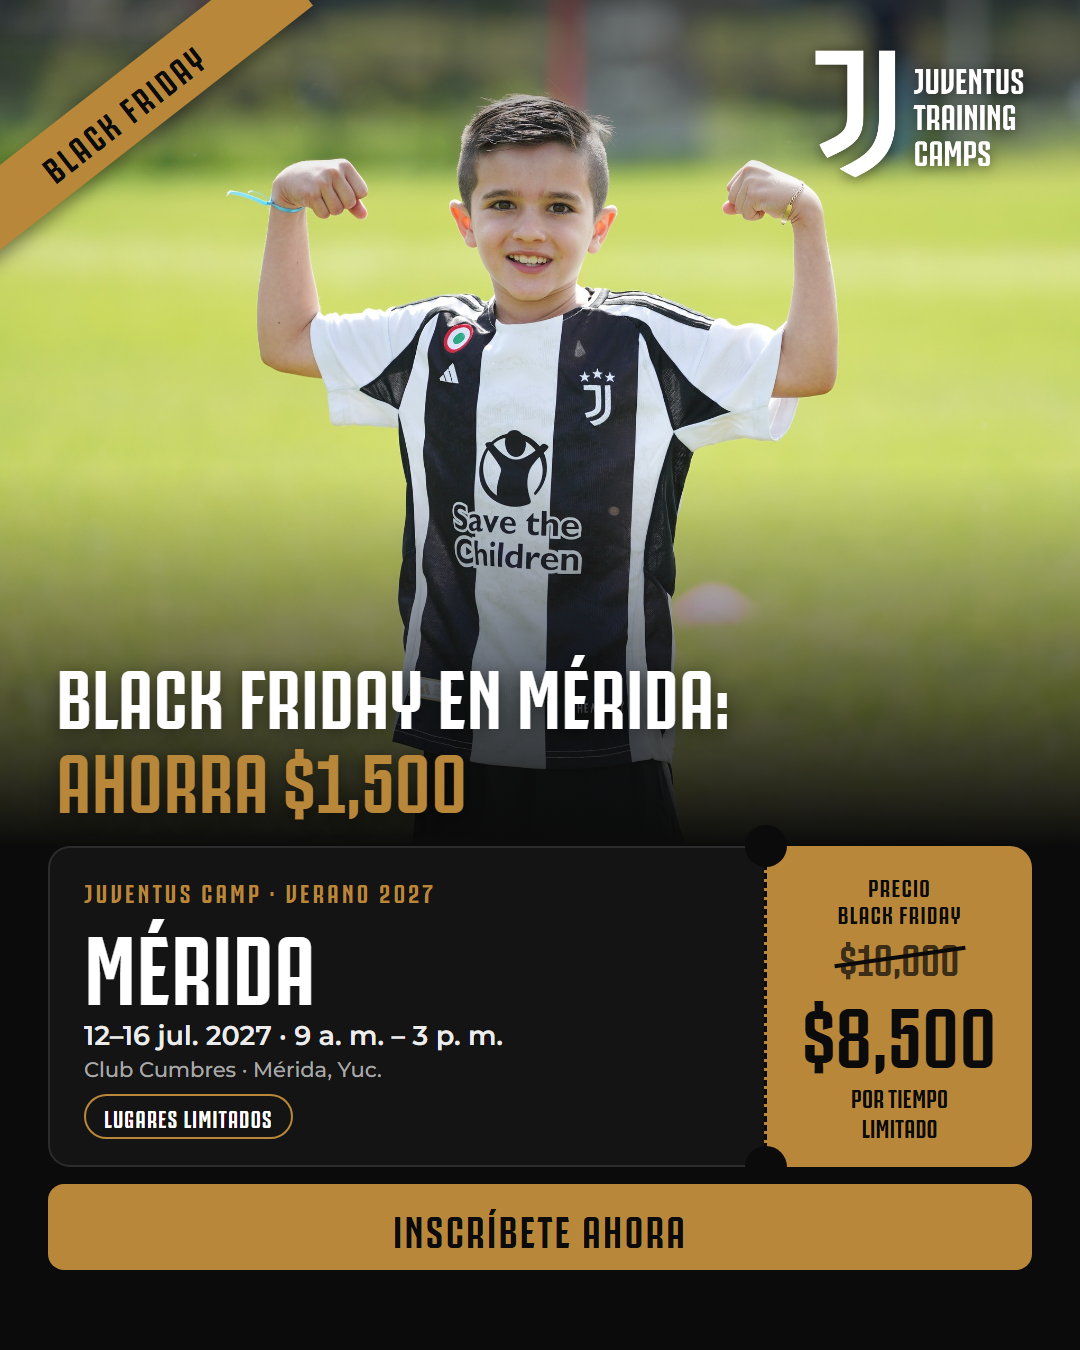 BLACK FRIDAY
JUVENTUS
TRAINING
CAMPS
Save the
Children
BLACK FRIDAY EN MÉRIDA:
AHORRA $1,500
JUVENTUS CAMP · VERANO 2027
MÉRIDA
12–16 jul. 2027 · 9 a. m. – 3 p. m.
Club Cumbres · Mérida, Yuc.
LUGARES LIMITADOS
PRECIO
BLACK FRIDAY
$10,000
$8,500
POR TIEMPO
LIMITADO
INSCRÍBETE AHORA